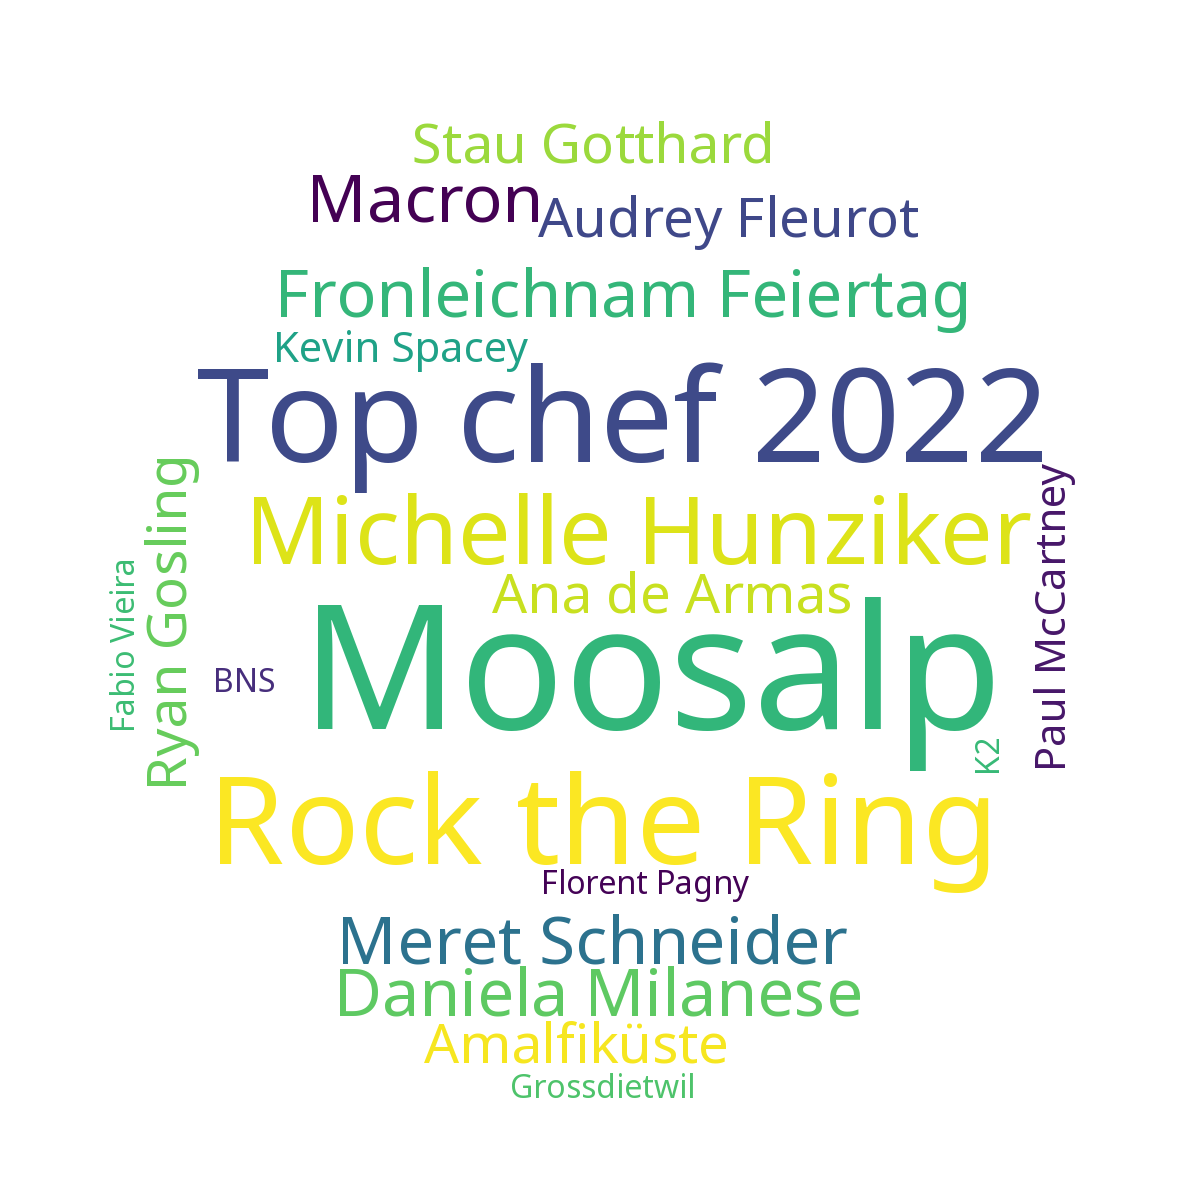 Stau Gotthard
Macron
Audrey Fleurot
Fronleichnam Feiertag
Kevin Spacey
Top chef 2022
Michelle Hunziker
Ana de Armas
Moosalp
Ryan Gosling
Fabio Vieira
BNS
Paul McCartney
K2
Rock the Ring
Florent Pagny
Meret Schneider
Daniela Milanese
Amalfiküste
Grossdietwil